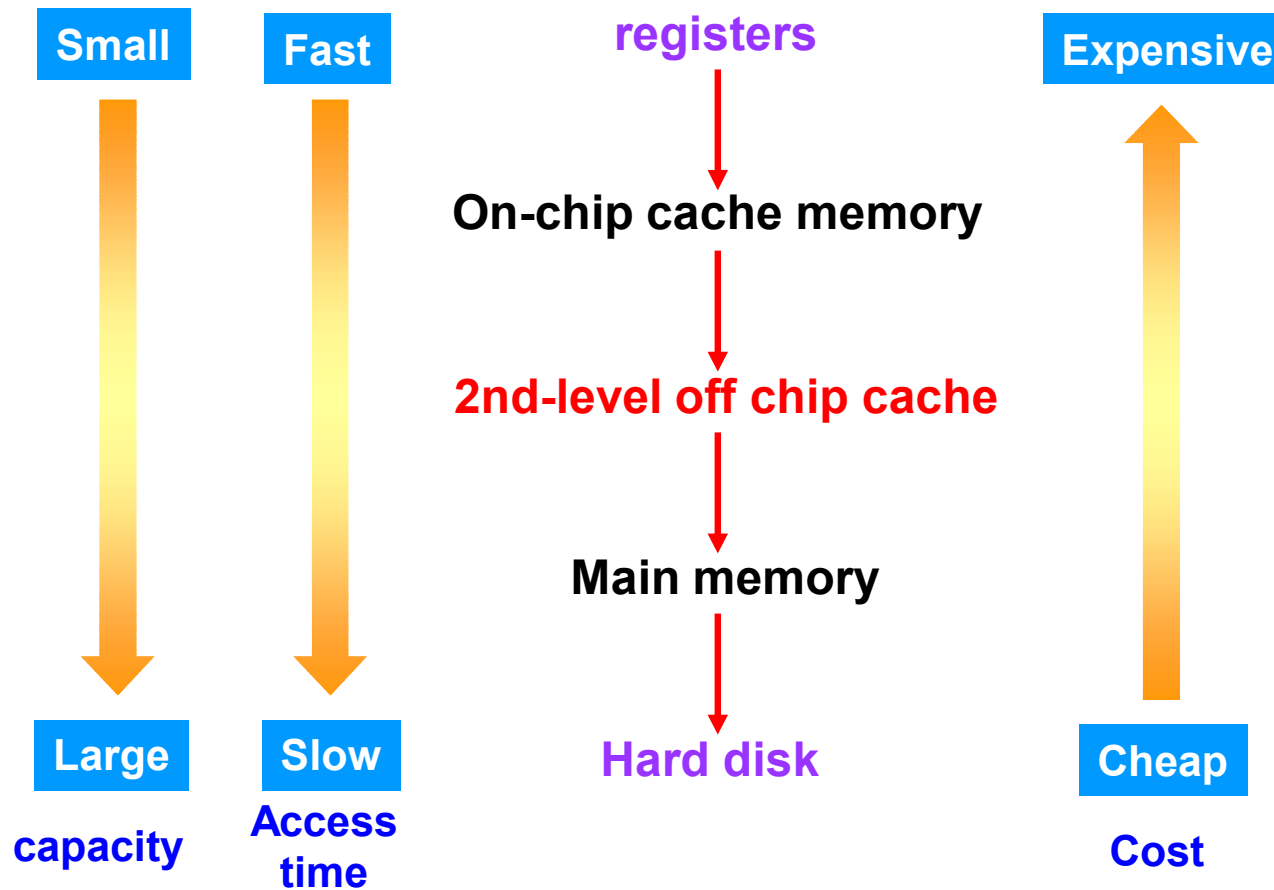 Small
Fast
registers
Expensive
On-chip cache memory
2nd-level off chip cache
Main memory
Large
Slow
Hard disk
Cheap
capacity
Access
time
Cost